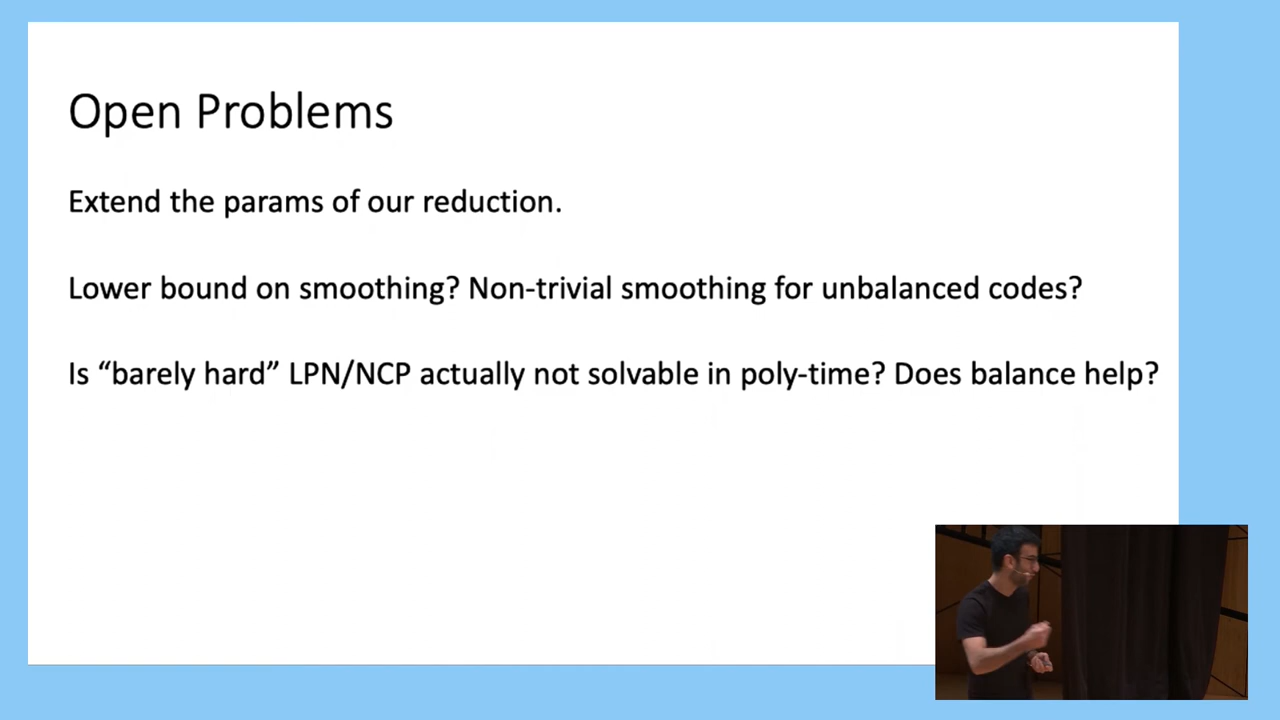 Open Problems
Extend the params of our reduction.
Lower bound on smoothing? Non-trivial smoothing for unbalanced codes?
Is “barely hard” LPN/NCP actually not solvable in poly-time? Does balance help?